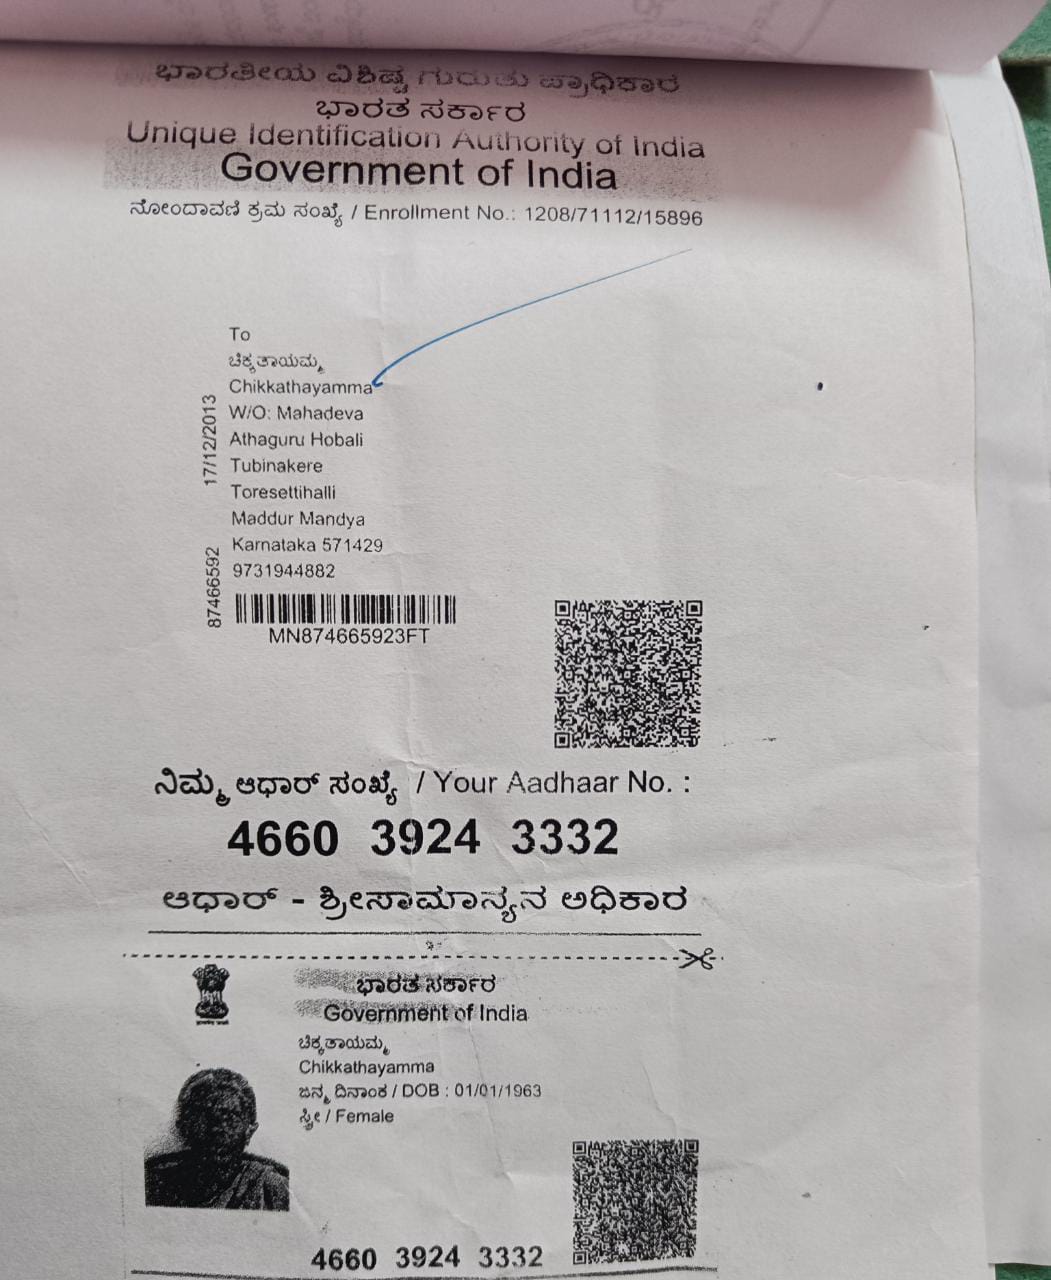 ಭಾರತೀಯ ವಿಶಿಷ್ಟ ಗುರುತು ಪ್ರಾಧಿಕಾರ
ಭಾರತ ಸರ್ಕಾರ
Unique Identification Authority of India
Government of India
ನೋಂದಾವಣಿ ಕ್ರಮ ಸಂಖ್ಯೆ / Enrollment No.: 1208/71112/15896
To
ಚಿಕ್ಕತಾಯಮ್ಮ
Chikkathayamma
W/O: Mahadeva
Athaguru Hobali
Tubinakere
Toresettihalli
Maddur Mandya
Karnataka 571429
9731944882
17/12/2013
87466592
MN874665923FT
ನಿಮ್ಮ ಆಧಾರ್ ಸಂಖ್ಯೆ / Your Aadhaar No. :
4660 3924 3332
ಆಧಾರ್ - ಶ್ರೀಸಾಮಾನ್ಯನ ಅಧಿಕಾರ
ಭಾರತ ಸರ್ಕಾರ
Government of India
ಚಿಕ್ಕತಾಯಮ್ಮ
Chikkathayamma
ಜನ್ಮ ದಿನಾಂಕ / DOB : 01/01/1963
ಸ್ತ್ರೀ / Female
4660 3924 3332